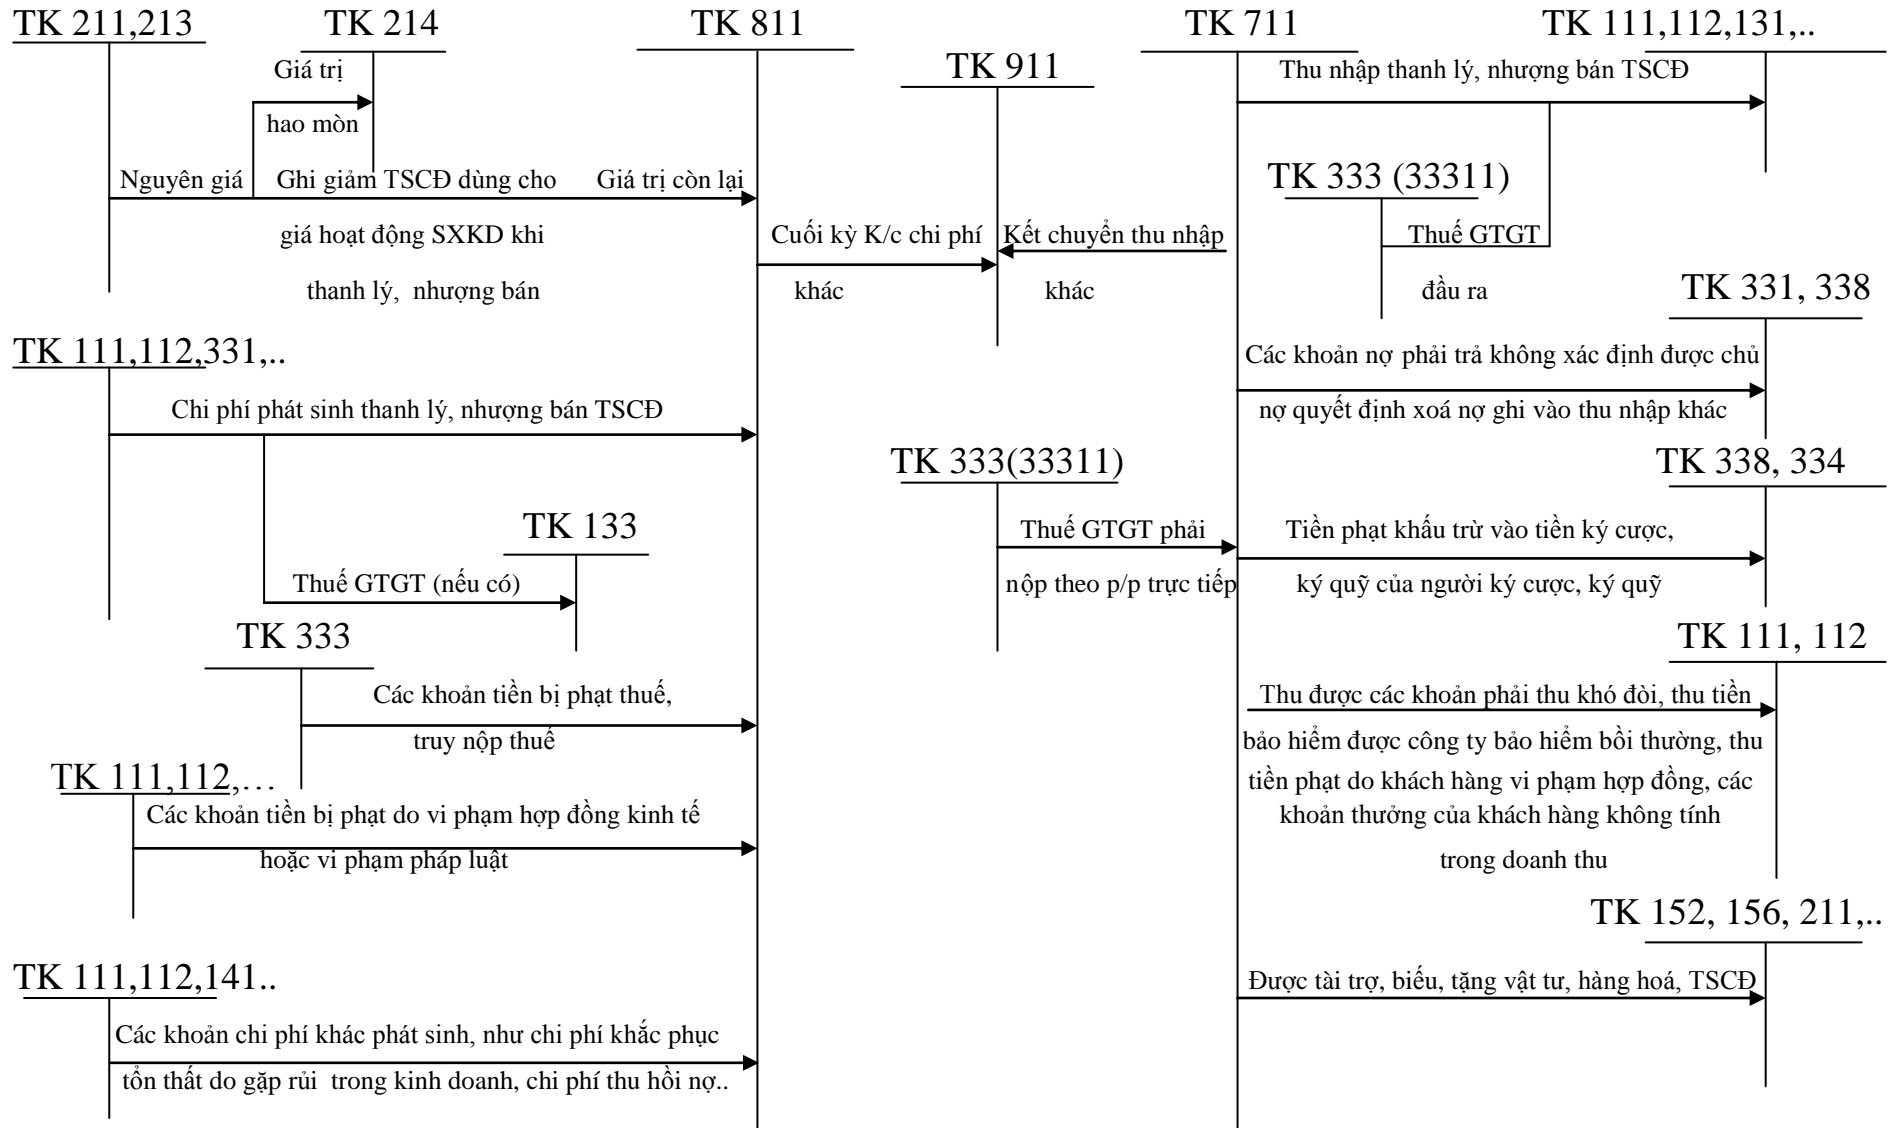 TK 211,213
TK 214
TK 811
TK 711
TK 111,112,131,..
Giá trị
TK 911
Thu nhập thanh lý, nhượng bán TSCĐ
hao mòn
Nguyên giá
Ghi giảm TSCĐ dùng cho
Giá trị còn lại
TK 333 (33311)
giá hoạt động SXKD khi
Cuối kỳ K/c chi phí
Kết chuyển thu nhập
Thuế GTGT
thanh lý, nhượng bán
khác
khác
đầu ra
TK 331, 338
TK 111,112,331,..
Các khoản nợ phải trả không xác định được chủ
Chi phí phát sinh thanh lý, nhượng bán TSCĐ
nợ quyết định xoá nợ ghi vào thu nhập khác
TK 333(33311)
TK 338, 334
TK 133
Thuế GTGT phải
Tiền phạt khấu trừ vào tiền ký cược,
Thuế GTGT (nếu có)
nộp theo p/p trực tiếp
ký quỹ của người ký cược, ký quỹ
TK 333
TK 111, 112
Các khoản tiền bị phạt thuế,
Thu được các khoản phải thu khó đòi, thu tiền
truy nộp thuế
bảo hiểm được công ty bảo hiểm bồi thường, thu
TK 111,112,…
tiền phạt do khách hàng vi phạm hợp đồng, các
Các khoản tiền bị phạt do vi phạm hợp đồng kinh tế
khoản thưởng của khách hàng không tính
hoặc vi phạm pháp luật
trong doanh thu
TK 152, 156, 211,..
TK 111,112,141..
Được tài trợ, biếu, tặng vật tư, hàng hoá, TSCĐ
Các khoản chi phí khác phát sinh, như chi phí khắc phục
tổn thất do gặp rủi trong kinh doanh, chi phí thu hồi nợ..